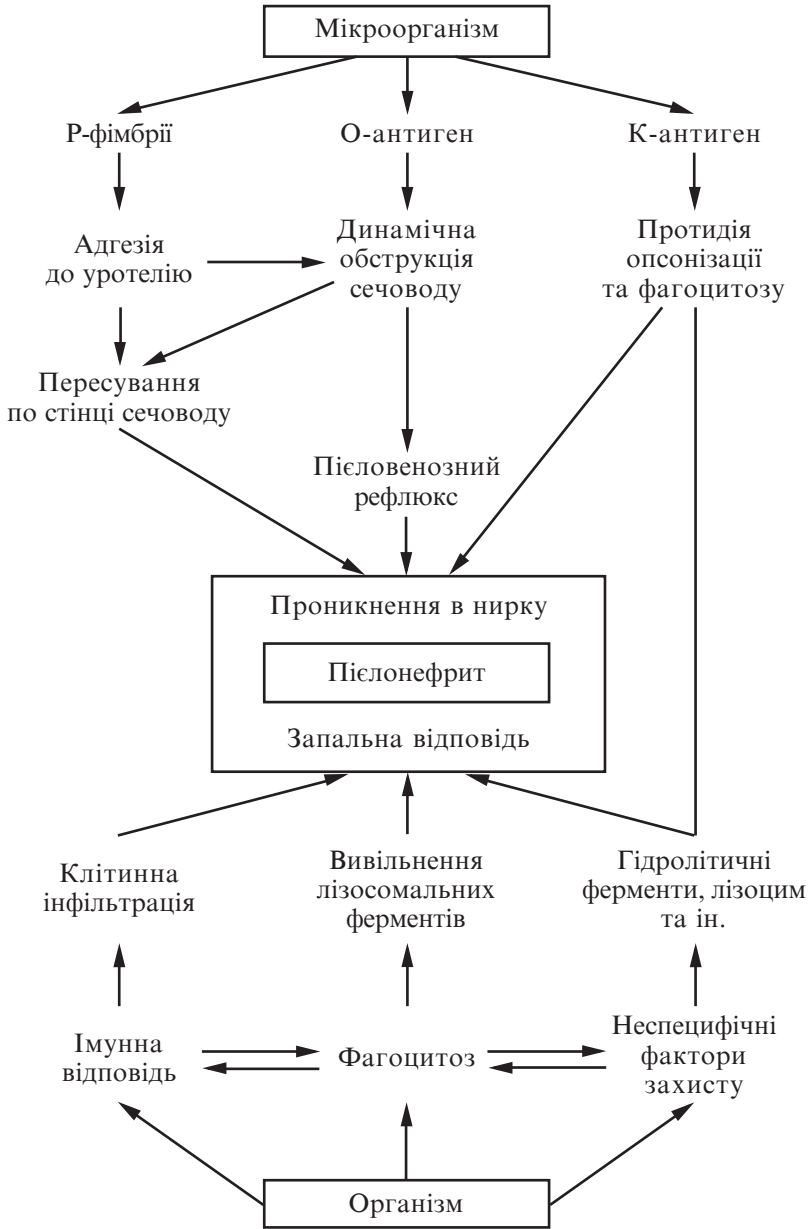 Мікроорганізм
Р-фімбрії
О-антиген
К-антиген
Адгезія
до уротелію
Динамічна
обструкція
сечоводу
Протидія
опсонізації
та фагоцитозу
Пересування
по стінці сечоводу
Пієловенозний
рефлюкс
Проникнення в нирку
Пієлонефрит
Запальна відповідь
Клітинна
інфільтрація
Вивільнення
лізосомальних
ферментів
Гідролітичні
ферменти, лізоцим
та ін.
Імунна
відповідь
Фагоцитоз
Неспецифічні
фактори
захисту
Організм